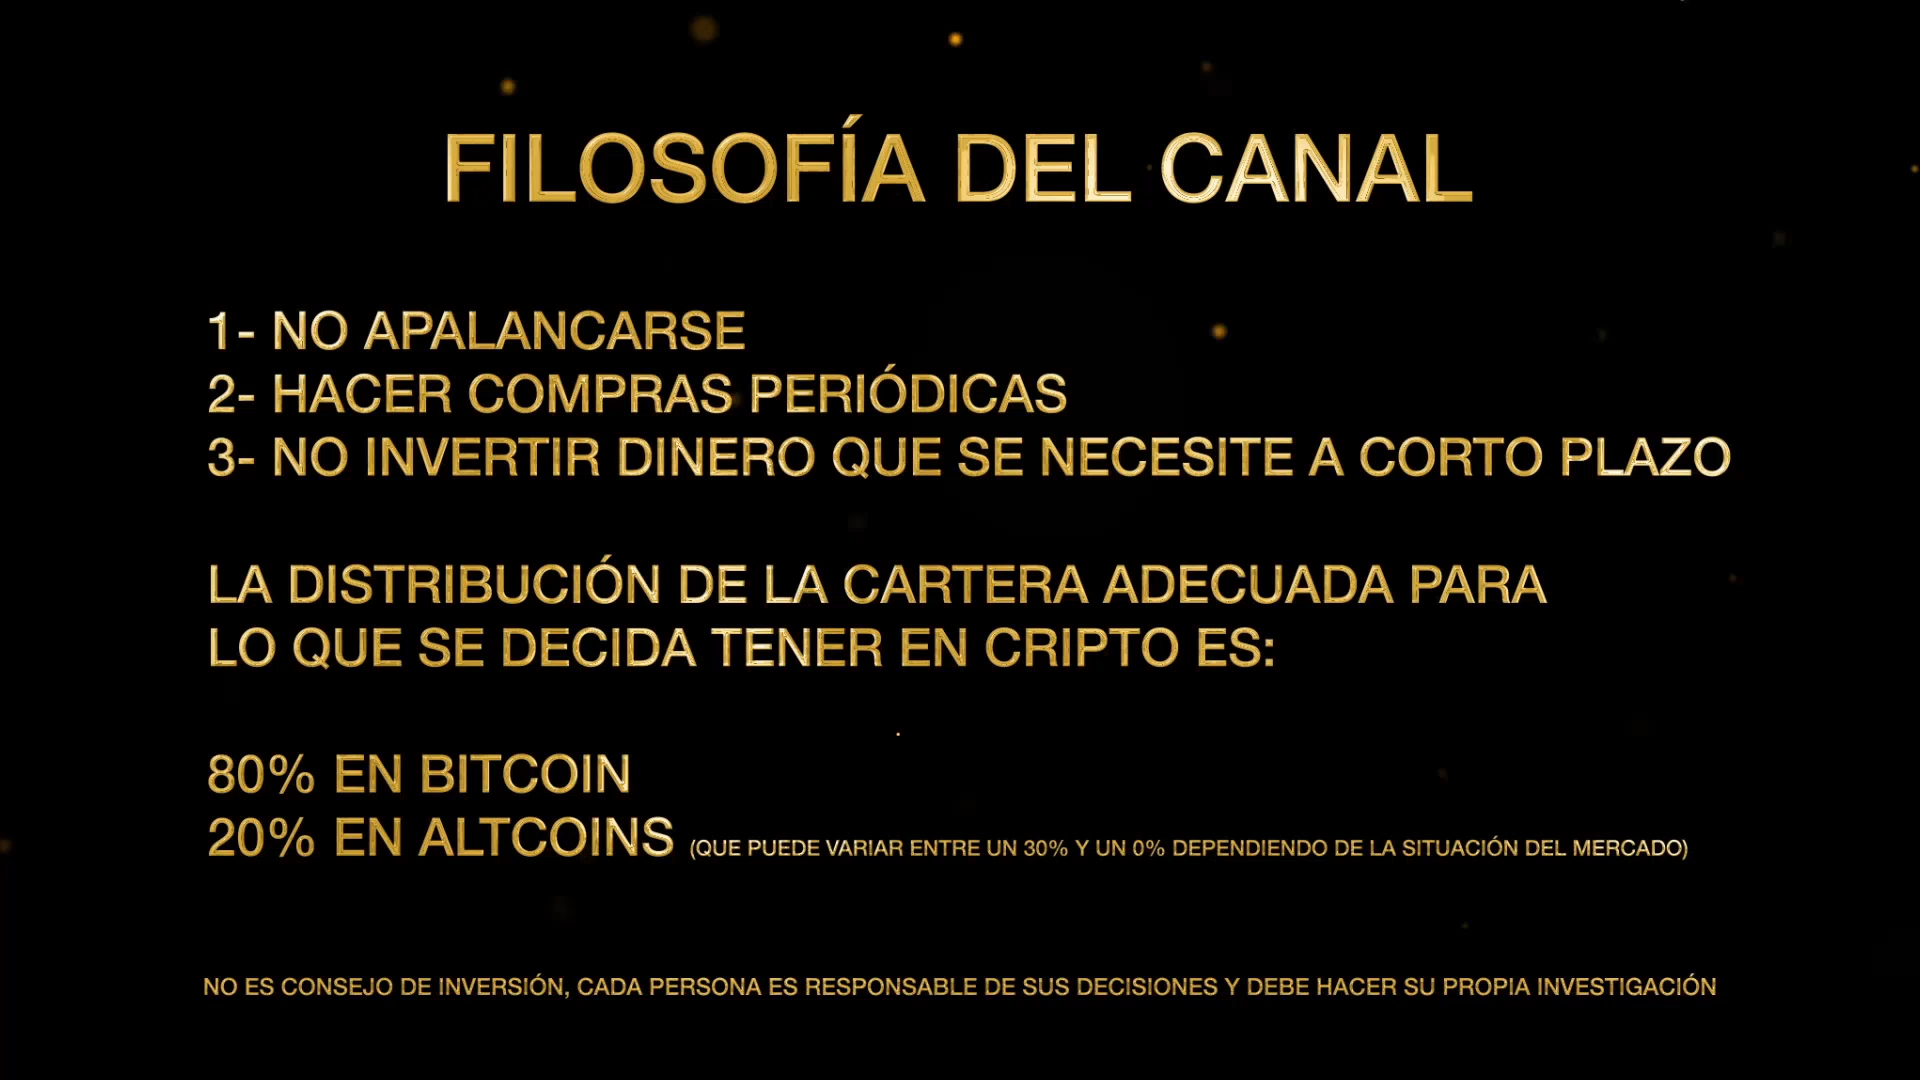 FILOSOFÍA DEL CANAL
1- NO APALANCARSE
2- HACER COMPRAS PERIÓDICAS
3- NO INVERTIR DINERO QUE SE NECESITE A CORTO PLAZO
LA DISTRIBUCIÓN DE LA CARTERA ADECUADA PARA
LO QUE SE DECIDA TENER EN CRIPTO ES:
80% EN BITCOIN
20% EN ALTCOINS (QUE PUEDE VARIAR ENTRE UN 30% Y UN 0% DEPENDIENDO DE LA SITUACIÓN DEL MERCADO)
NO ES CONSEJO DE INVERSIÓN, CADA PERSONA ES RESPONSABLE DE SUS DECISIONES Y DEBE HACER SU PROPIA INVESTIGACIÓN